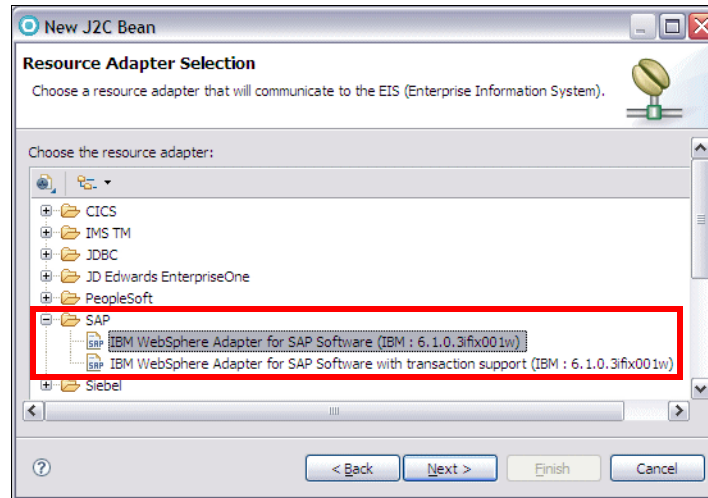 New J2C Bean
Resource Adapter Selection
Choose a resource adapter that will communicate to the EIS (Enterprise Information System).
Choose the resource adapter:
CICS
IMS TM
JDBC
JD Edwards EnterpriseOne
PeopleSoft
SAP
SAP IBM WebSphere Adapter for SAP Software (IBM : 6.1.0.3ifix001w)
SAP IBM WebSphere Adapter for SAP Software with transaction support (IBM : 6.1.0.3ifix001w)
Siebel
? < Back Next > Finish Cancel